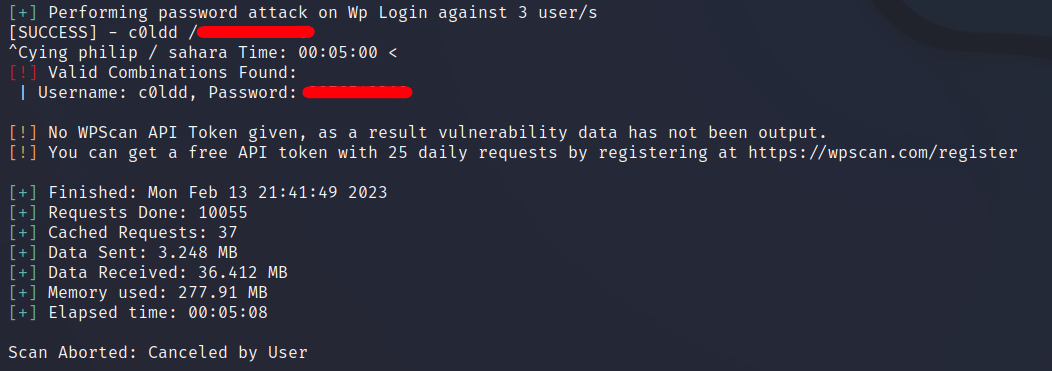 [+] Performing password attack on Wp Login against 3 user/s
[SUCCESS] - c0ldd /
^Cying philip / sahara Time: 00:05:00 <
[!] Valid Combinations Found:
 | Username: c0ldd, Password:
[!] No WPScan API Token given, as a result vulnerability data has not been output.
[!] You can get a free API token with 25 daily requests by registering at https://wpscan.com/register
[+] Finished: Mon Feb 13 21:41:49 2023
[+] Requests Done: 10055
[+] Cached Requests: 37
[+] Data Sent: 3.248 MB
[+] Data Received: 36.412 MB
[+] Memory used: 277.91 MB
[+] Elapsed time: 00:05:08
Scan Aborted: Canceled by User